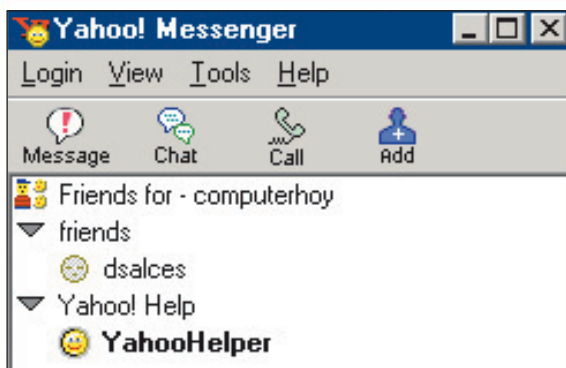 Yahoo! Messenger
Login View Tools Help
Message Chat Call Add
Friends for - computerhoy
friends
dsalces
Yahoo! Help
YahooHelper